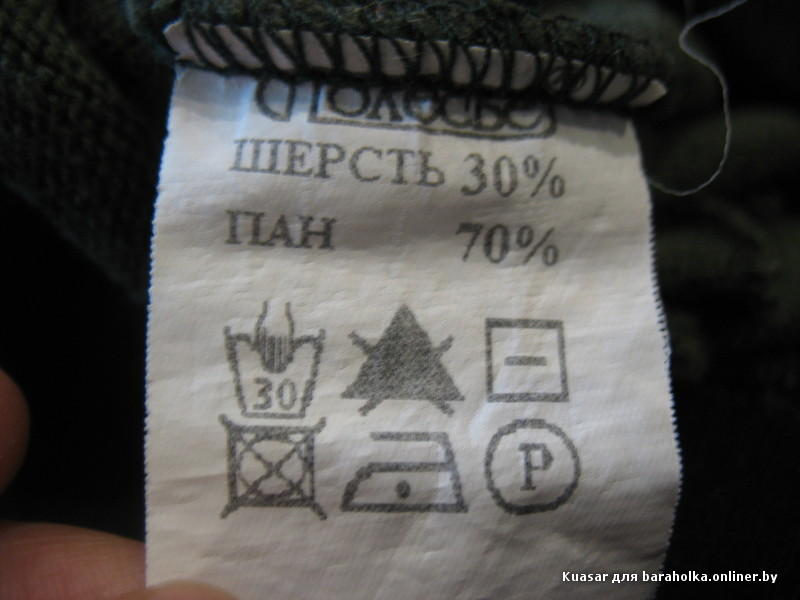 ШЕРСТЬ 30%
ПАН 70%
30
P
Kuasar для baraholka.onliner.by